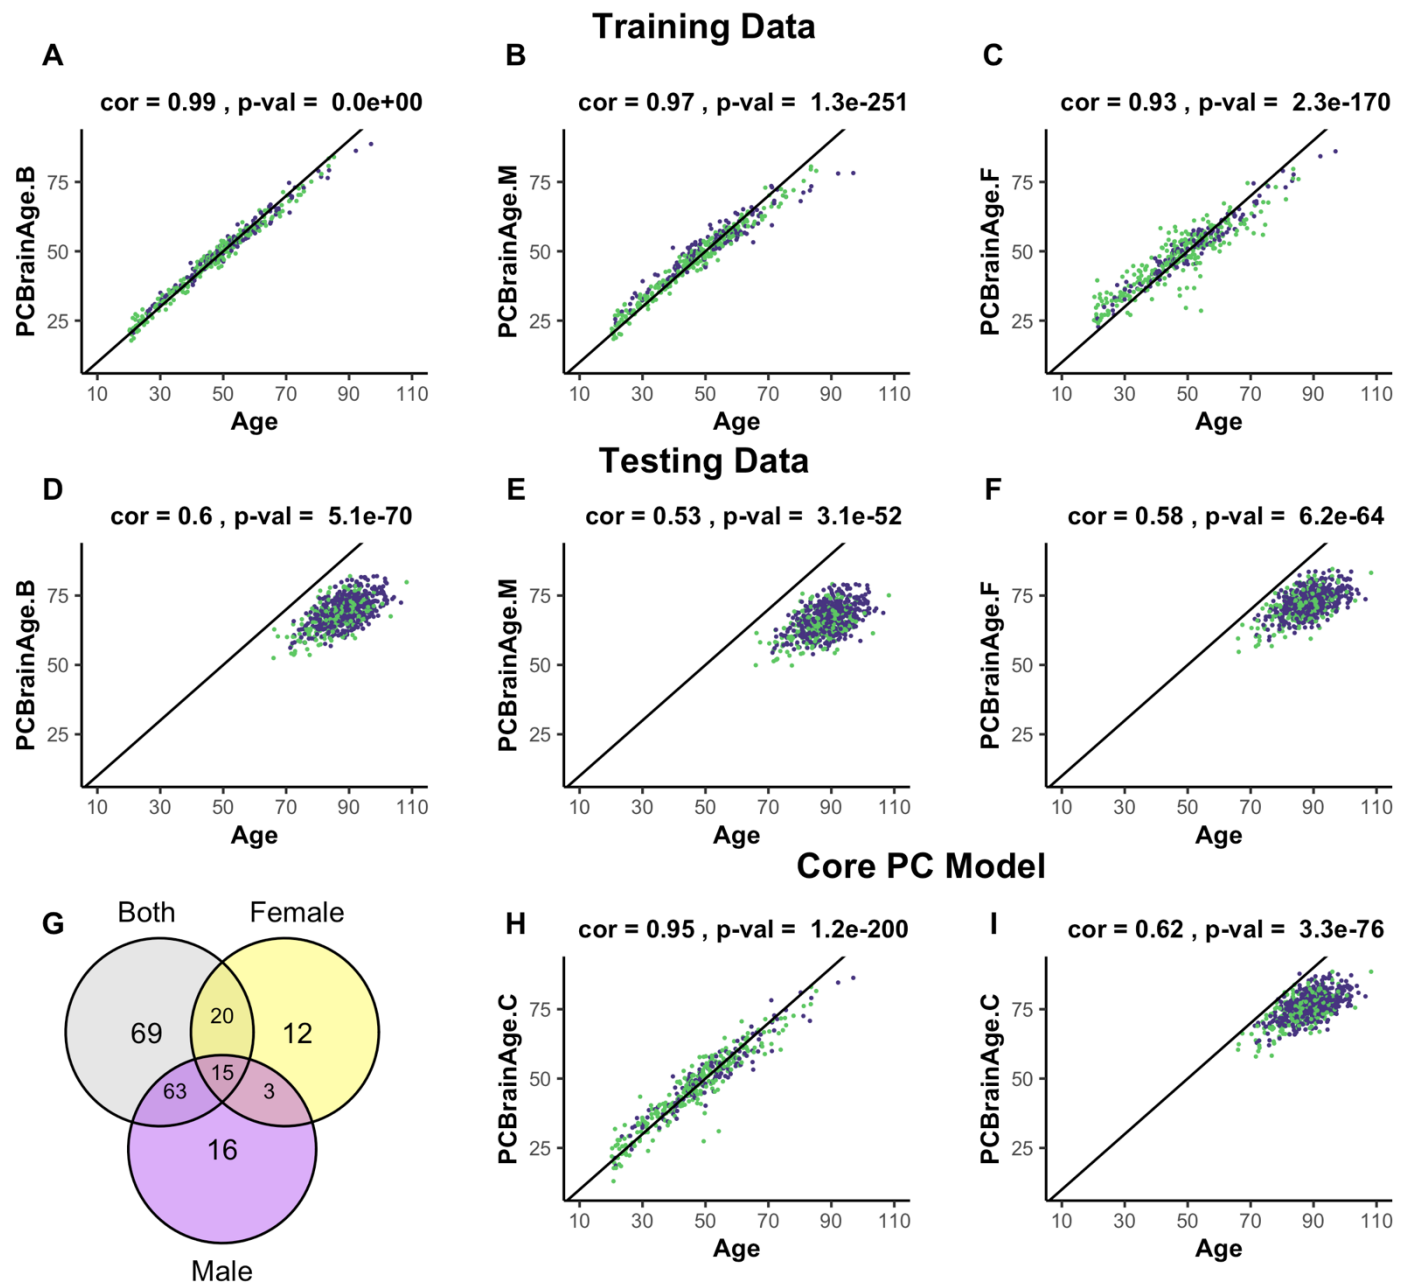 Training Data
A
B
C
cor = 0.99 , p-val = 0.0e+00
cor = 0.97 , p-val = 1.3e-251
cor = 0.93 , p-val = 2.3e-170
PCBrainAge.B
75
50
25
10 30 50 70 90 110
Age
PCBrainAge.M
75
50
25
10 30 50 70 90 110
Age
PCBrainAge.F
75
50
25
10 30 50 70 90 110
Age
Testing Data
D
E
F
cor = 0.6 , p-val = 5.1e-70
cor = 0.53 , p-val = 3.1e-52
cor = 0.58 , p-val = 6.2e-64
PCBrainAge.B
75
50
25
10 30 50 70 90 110
Age
PCBrainAge.M
75
50
25
10 30 50 70 90 110
Age
PCBrainAge.F
75
50
25
10 30 50 70 90 110
Age
Core PC Model
G
Both
Female
69
20
12
15
63
3
16
Male
H
I
cor = 0.95 , p-val = 1.2e-200
cor = 0.62 , p-val = 3.3e-76
PCBrainAge.C
75
50
25
10 30 50 70 90 110
Age
PCBrainAge.C
75
50
25
10 30 50 70 90 110
Age